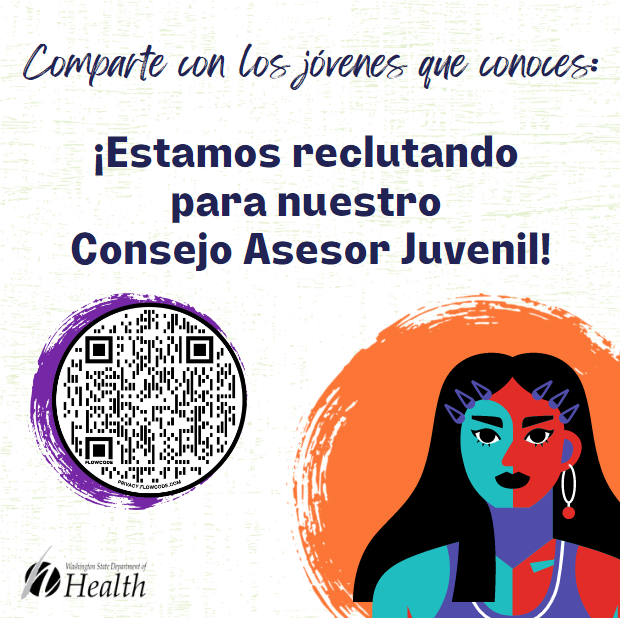 Comparte con los jóvenes que conoces:
¡Estamos reclutando
para nuestro
Consejo Asesor Juvenil!
FLOWCODE
PRIVACY.FLOWCODE.COM
Washington State Department of
Health